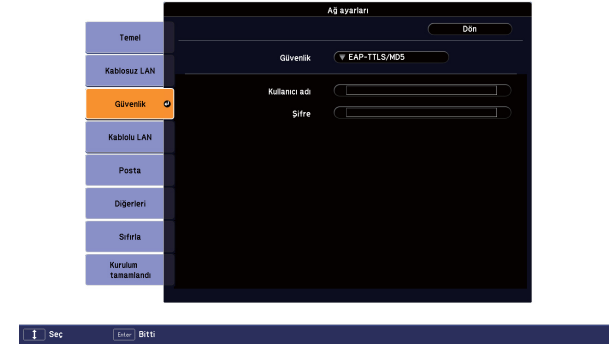 Ağ ayarları
Dön
Temel
Kablosuz LAN
Güvenlik
Kablolu LAN
Posta
Diğerleri
Sıfırla
Kurulum
tamamlandı
Güvenlik EAP-TTLS/MD5
Kullanıcı adı
Şifre
Seç Enter Bitti